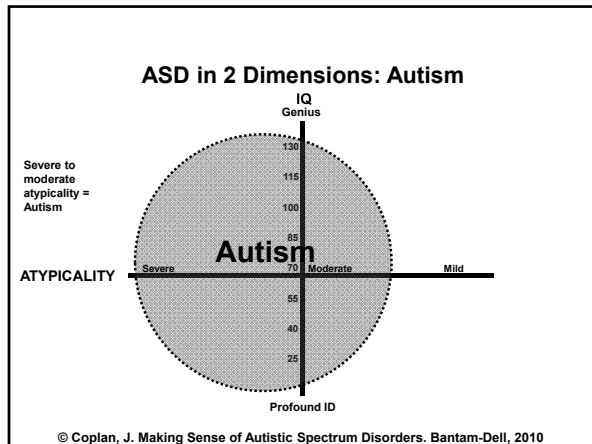 ASD in 2 Dimensions: Autism
IQ
Genius
130
Severe to
moderate
atypicality =
Autism
115
100
85
Autism
70
Severe
Moderate
Mild
ATYPICALITY
55
40
25
Profound ID
© Coplan, J. Making Sense of Autistic Spectrum Disorders. Bantam-Dell, 2010